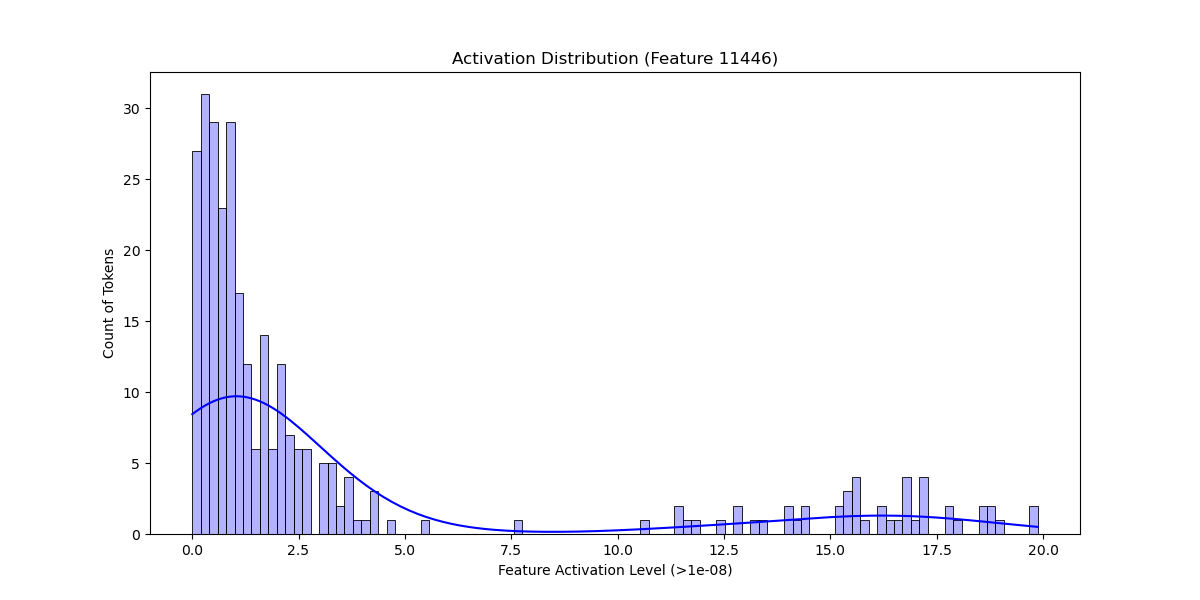 Activation Distribution (Feature 11446)
Count of Tokens
30
25
20
15
10
5
0
0.0 2.5 5.0 7.5 10.0 12.5 15.0 17.5 20.0
Feature Activation Level (>1e-08)